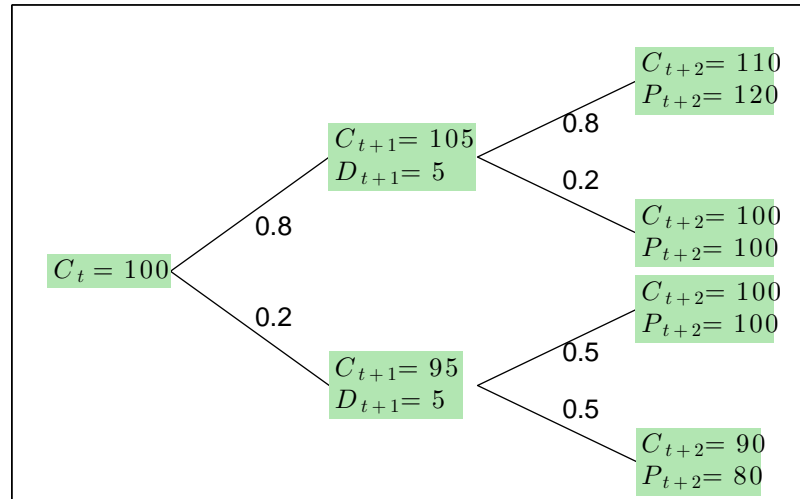 C_{t+2} = 110
P_{t+2} = 120
C_{t+1} = 105
D_{t+1} = 5
0.8
0.2
C_{t+2} = 100
P_{t+2} = 100
0.8
C_t = 100
0.2
C_{t+2} = 100
P_{t+2} = 100
C_{t+1} = 95
D_{t+1} = 5
0.5
0.5
C_{t+2} = 90
P_{t+2} = 80